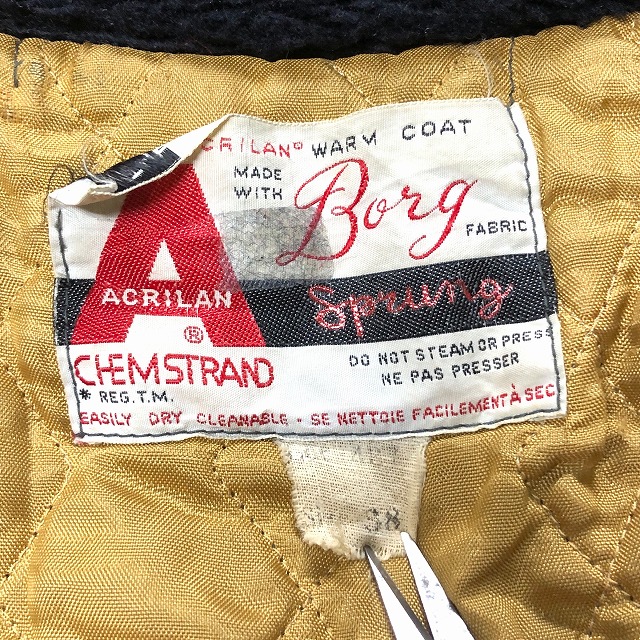 CRILAN® WARM COAT
MADE
WITH
Borg
FABRIC
ACRILAN
Sprung
®
CHEMSTRAND
* REG. T.M.
DO NOT STEAM OR PRESS
NE PAS PRESSER
EASILY DRY CLEANABLE - SE NETTOIE FACILEMENT À SEC
38